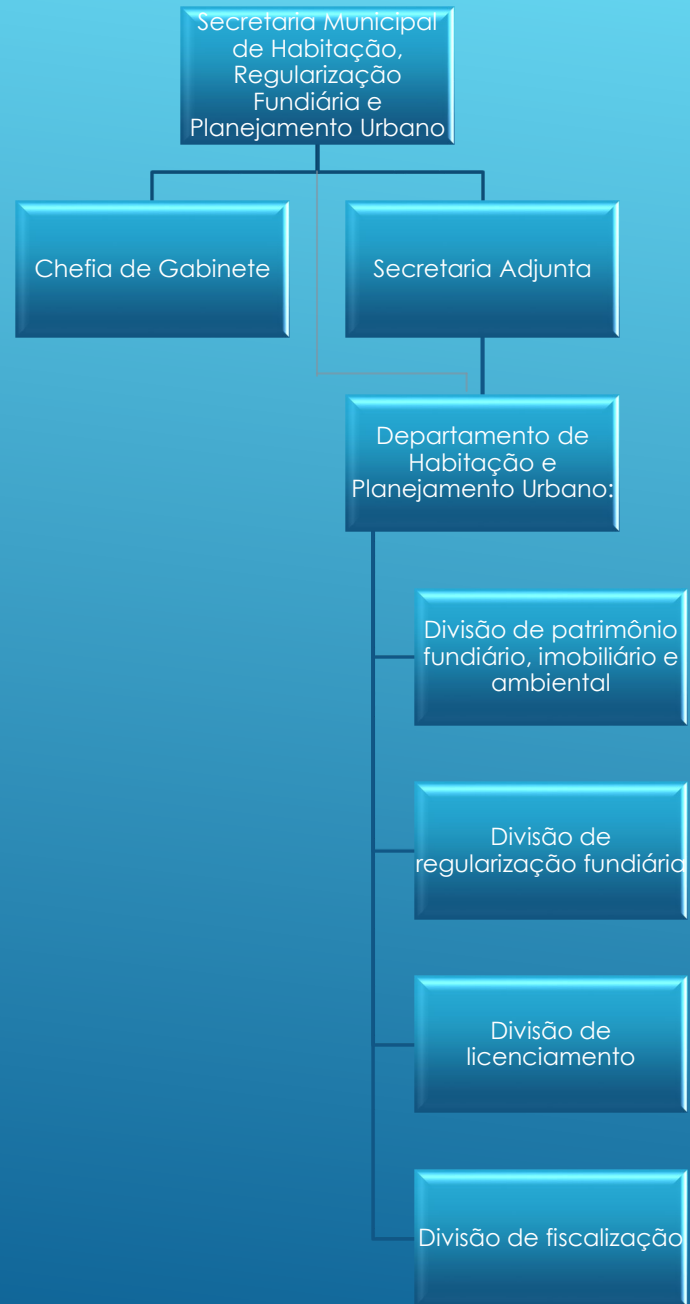 Secretaria Municipal
de Habitação,
Regularização
Fundiária e
Planejamento Urbano
Chefia de Gabinete
Secretaria Adjunta
Departamento de
Habitação e
Planejamento Urbano:
Divisão de patrimônio
fundiário, imobiliário e
ambiental
Divisão de
regularização fundiária
Divisão de
licenciamento
Divisão de fiscalização